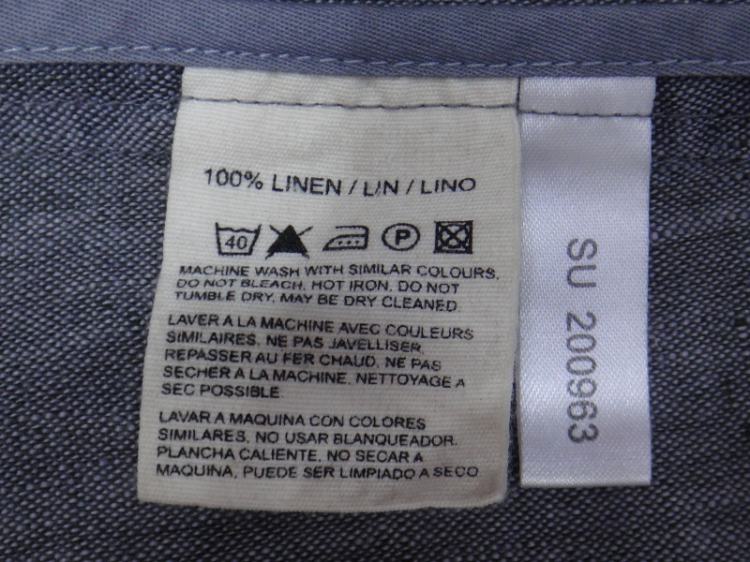 100% LINEN / LIN / LINO
40 P
MACHINE WASH WITH SIMILAR COLOURS.
DO NOT BLEACH. HOT IRON. DO NOT
TUMBLE DRY. MAY BE DRY CLEANED.
LAVER A LA MACHINE AVEC COULEURS
SIMILAIRES. NE PAS JAVELLISER.
REPASSER AU FER CHAUD. NE PAS
SECHER A LA MACHINE. NETTOYAGE A
SEC POSSIBLE.
LAVAR A MAQUINA CON COLORES
SIMILARES. NO USAR BLANQUEADOR.
PLANCHA CALIENTE. NO SECAR A
MAQUINA. PUEDE SER LIMPIADO A SECO
SU 200963